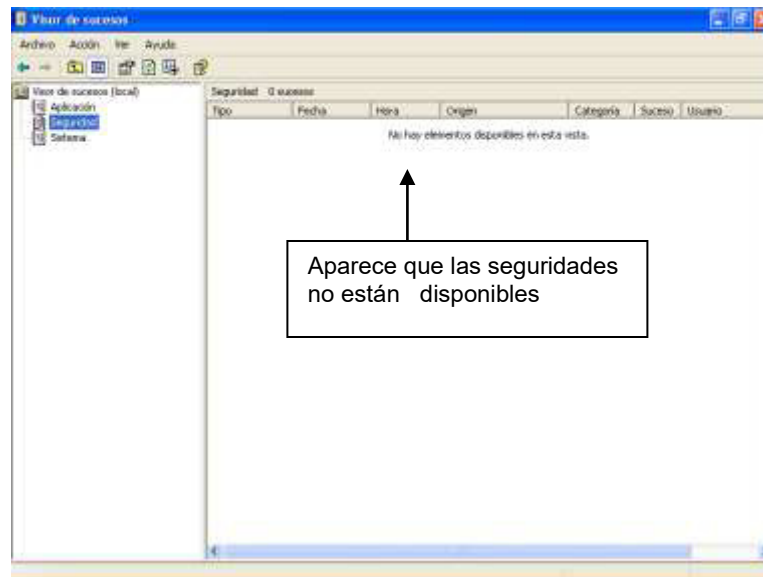 Visor de sucesos
Archivo Acción Ver Ayuda
Visor de sucesos (local)
Aplicación
Seguridad
Sistema
Seguridad 0 sucesos
Tipo Fecha Hora Origen Categoría Suceso Usuario
No hay elementos disponibles en esta vista.
Aparece que las seguridades
no están disponibles